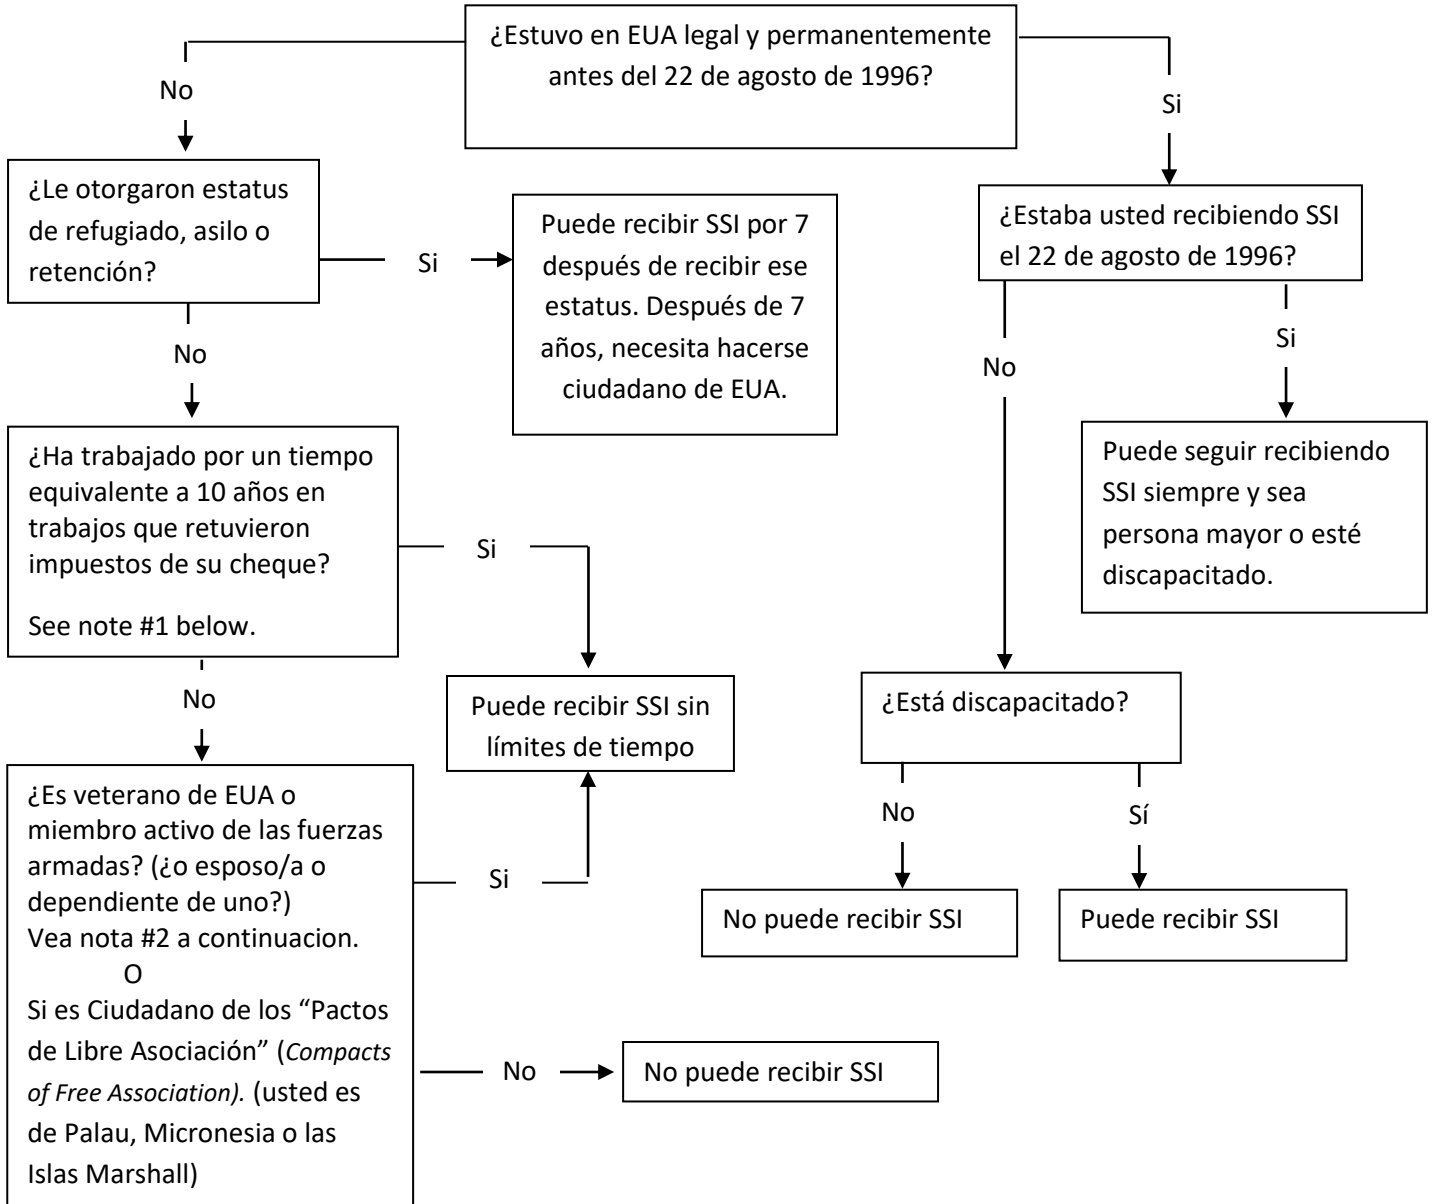 ¿Estuvo en EUA legal y permanentemente
antes del 22 de agosto de 1996?
No
Si
¿Le otorgaron estatus
de refugiado, asilo o
retención?
Si
Puede recibir SSI por 7
después de recibir ese
estatus. Después de 7
años, necesita hacerse
ciudadano de EUA.
¿Estaba usted recibiendo SSI
el 22 de agosto de 1996?
No
Si
No
Puede seguir recibiendo
SSI siempre y sea
persona mayor o esté
discapacitado.
¿Ha trabajado por un tiempo
equivalente a 10 años en
trabajos que retuvieron
impuestos de su cheque?
See note #1 below.
Si
No
Puede recibir SSI sin
límites de tiempo
¿Está discapacitado?
No
Sí
¿Es veterano de EUA o
miembro activo de las fuerzas
armadas? (¿o esposo/a o
dependiente de uno?)
Vea nota #2 a continuacion.
O
Si es Ciudadano de los “Pactos
de Libre Asociación” (Compacts
of Free Association). (usted es
de Palau, Micronesia o las
Islas Marshall)
Si
No puede recibir SSI
Puede recibir SSI
No
No puede recibir SSI